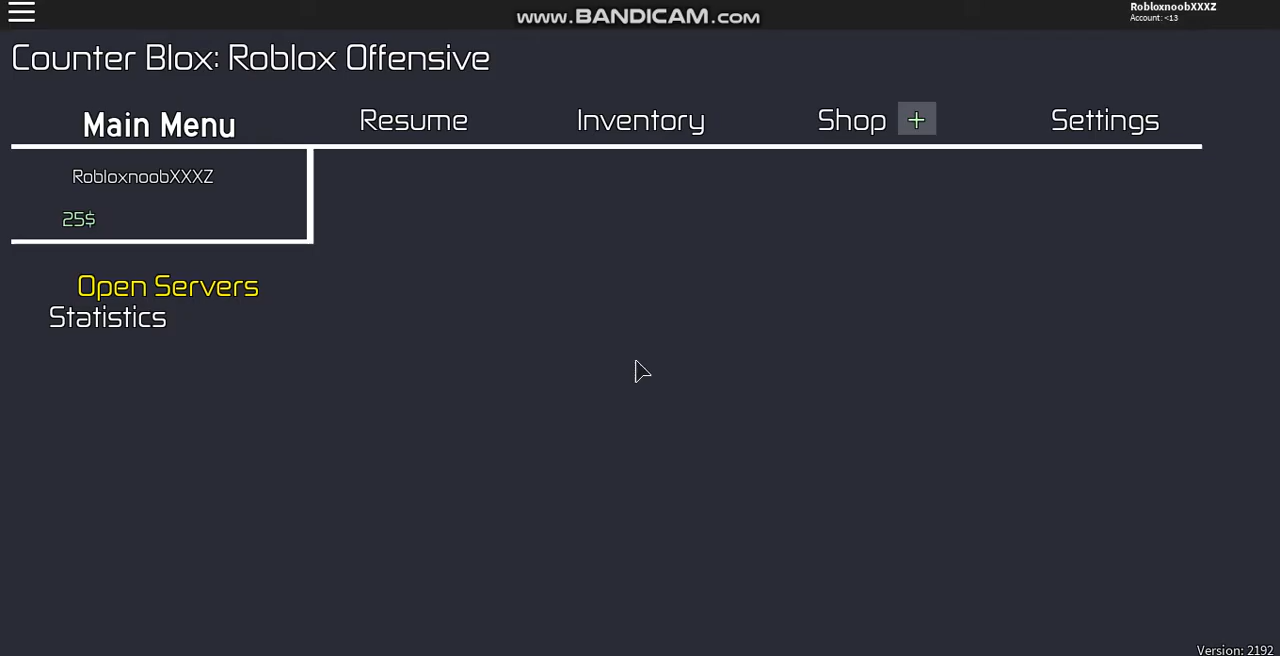 www.BANDICAM.com
RobloxnoobXXXZ
Account: <13
Counter Blox: Roblox Offensive
Main Menu Resume Inventory Shop + Settings
RobloxnoobXXXZ
25$
Open Servers
Statistics
Version: 2192